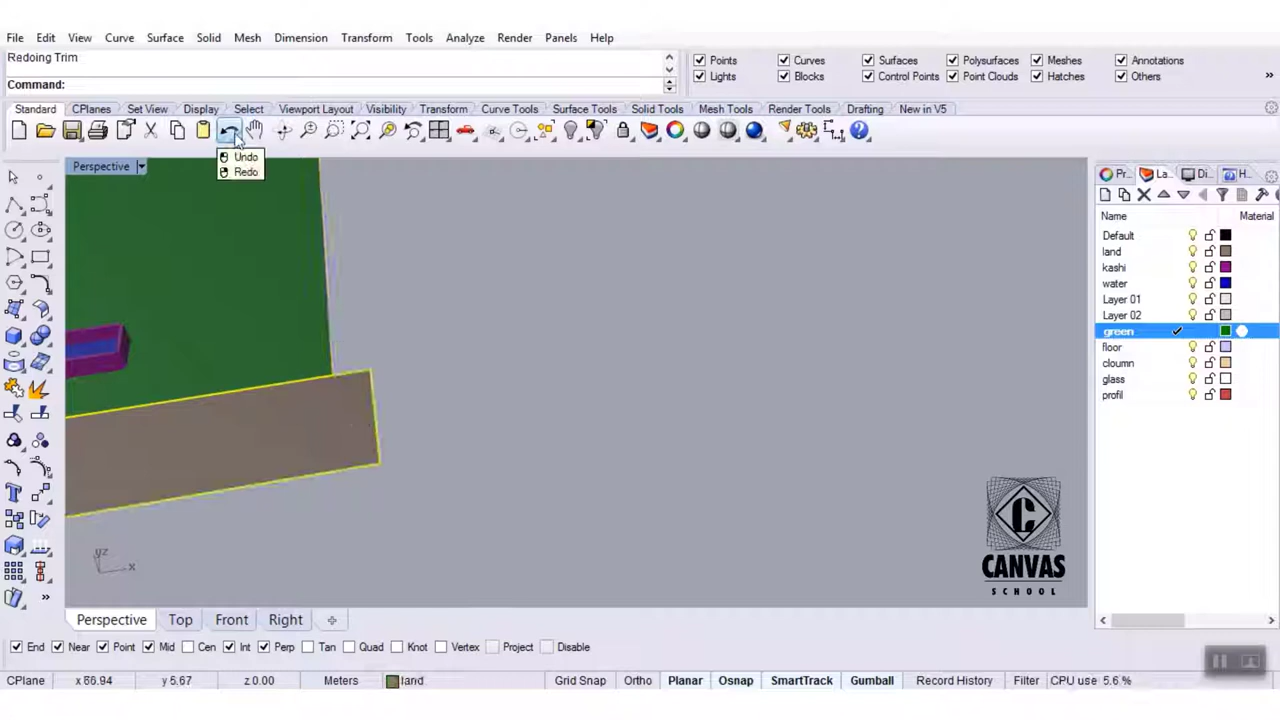 File Edit View Curve Surface Solid Mesh Dimension Transform Tools Analyze Render Panels Help
Redoing Trim
Command:
Points Curves Surfaces Polysurfaces Meshes Annotations
Lights Blocks Control Points Point Clouds Hatches Others
Standard CPlanes Set View Display Select Viewport Layout Visibility Transform Curve Tools Surface Tools Solid Tools Mesh Tools Render Tools Drafting New in V5
Undo
Redo
Perspective
Pr... La... Di... H...
Name Material
Default
land
kashi
water
Layer 01
Layer 02
green
floor
cloumn
glass
profil
yz
x
C
CANVAS
SCHOOL
Perspective Top Front Right
End Near Point Mid Cen Int Perp Tan Quad Knot Vertex Project Disable
CPlane x 86.94 y 5.67 z 0.00 Meters land Grid Snap Ortho Planar Osnap SmartTrack Gumball Record History Filter CPU use 5.6 %